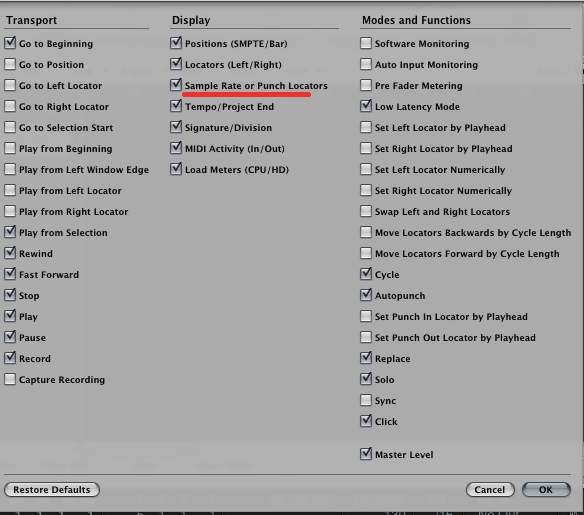 Transport
Go to Beginning
Go to Position
Go to Left Locator
Go to Right Locator
Go to Selection Start
Play from Beginning
Play from Left Window Edge
Play from Left Locator
Play from Right Locator
Play from Selection
Rewind
Fast Forward
Stop
Play
Pause
Record
Capture Recording
Display
Positions (SMPTE/Bar)
Locators (Left/Right)
Sample Rate or Punch Locators
Tempo/Project End
Signature/Division
MIDI Activity (In/Out)
Load Meters (CPU/HD)
Modes and Functions
Software Monitoring
Auto Input Monitoring
Pre Fader Metering
Low Latency Mode
Set Left Locator by Playhead
Set Right Locator by Playhead
Set Left Locator Numerically
Set Right Locator Numerically
Swap Left and Right Locators
Move Locators Backwards by Cycle Length
Move Locators Forward by Cycle Length
Cycle
Autopunch
Set Punch In Locator by Playhead
Set Punch Out Locator by Playhead
Replace
Solo
Sync
Click
Master Level
Restore Defaults
Cancel
OK